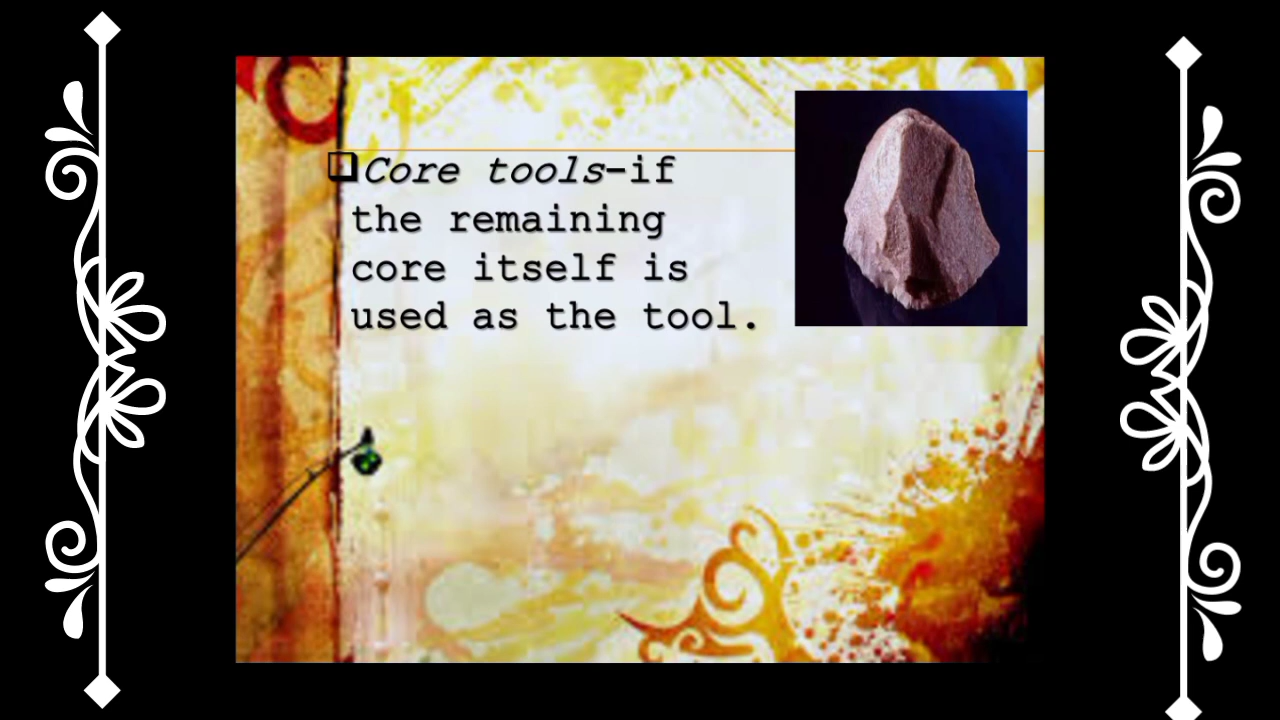 ❑Core tools-if
the remaining
core itself is
used as the tool.